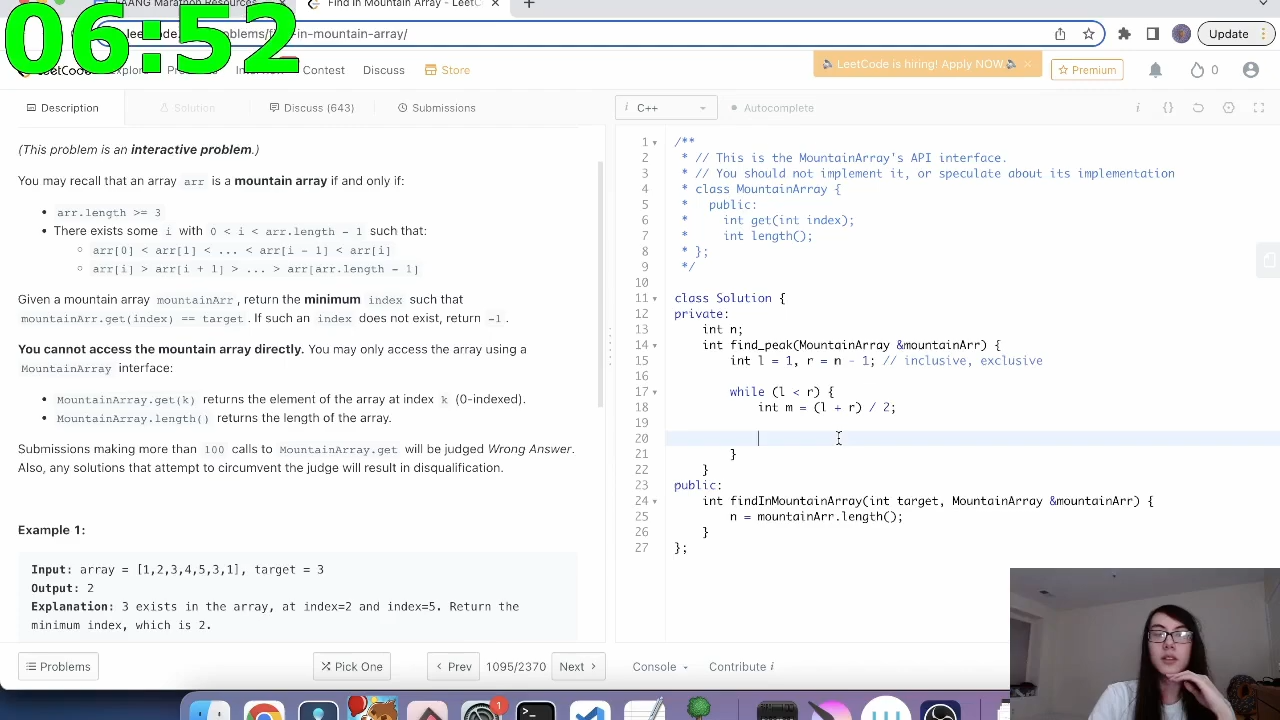 06:52
AANG Marathon Resources
Find in Mountain Array - LeetC
leetcode
oblems/
-in-mountain-array/
Update
LeetCode is hiring! Apply NOW.
LeetCode
Explore
Contest
Discuss
Store
Premium
0
Description
Solution
Discuss (643)
Submissions
i C++
Autocomplete
(This problem is an interactive problem.)
You may recall that an array arr is a mountain array if and only if:
• arr.length >= 3
• There exists some i with 0 < i < arr.length - 1 such that:
arr[0] < arr[1] < ... < arr[i - 1] < arr[i]
arr[i] > arr[i + 1] > ... > arr[arr.length - 1]
Given a mountain array mountainArr, return the minimum index such that
mountainArr.get(index) == target. If such an index does not exist, return -1.
You cannot access the mountain array directly. You may only access the array using a
MountainArray interface:
• MountainArray.get(k) returns the element of the array at index k (0-indexed).
• MountainArray.length() returns the length of the array.
Submissions making more than 100 calls to MountainArray.get will be judged Wrong Answer.
Also, any solutions that attempt to circumvent the judge will result in disqualification.
Example 1:
Input: array = [1,2,3,4,5,3,1], target = 3
Output: 2
Explanation: 3 exists in the array, at index=2 and index=5. Return the
minimum index, which is 2.
1 /**
2 * // This is the MountainArray's API interface.
3 * // You should not implement it, or speculate about its implementation
4 * class MountainArray {
5 * public:
6 * int get(int index);
7 * int length();
8 * };
9 */
10
11 class Solution {
12 private:
13 int n;
14 int find_peak(MountainArray &mountainArr) {
15 int l = 1, r = n - 1; // inclusive, exclusive
16
17 while (l < r) {
18 int m = (l + r) / 2;
19
20
21 }
22 }
23 public:
24 int findInMountainArray(int target, MountainArray &mountainArr) {
25 n = mountainArr.length();
26 }
27 };
Problems
Pick One
Prev
1095/2370
Next
Console
Contribute i
1